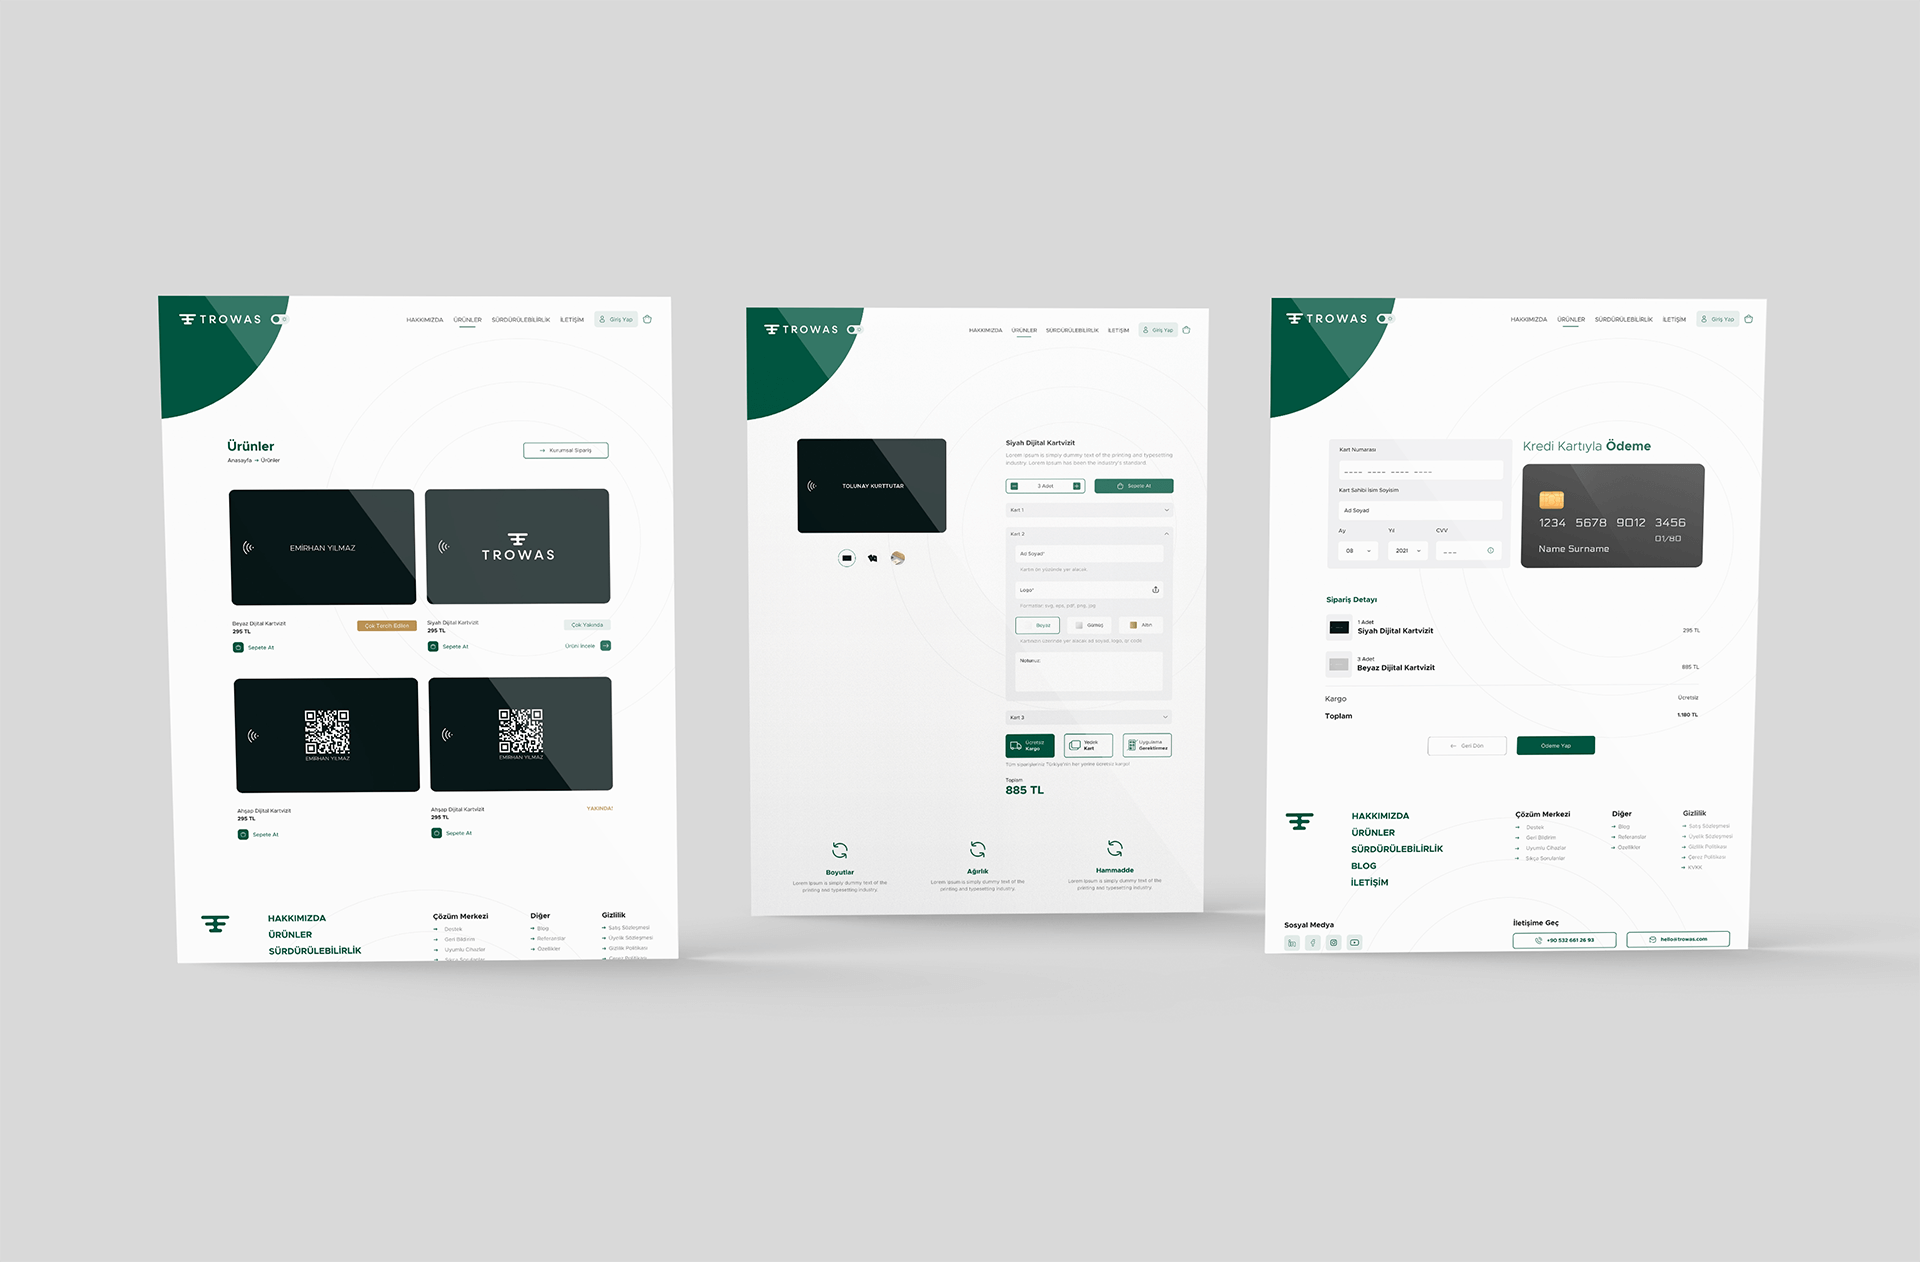 TROWAS
HAKKIMIZDA ÜRÜNLER SÜRDÜRÜLEBİLİRLİK İLETİŞİM Giriş Yap
Ürünler
Anasayfa → Ürünler
→ Kurumsal Sipariş
EMİRHAN YILMAZ
TROWAS
Beyaz Dijital Kartvizit
295 TL
Çok Tercih Edilen
Sepete At
Siyah Dijital Kartvizit
295 TL
Çok Yakında
Sepete At
Ürünü İncele →
EMİRHAN YILMAZ
EMİRHAN YILMAZ
Ahşap Dijital Kartvizit
295 TL
Sepete At
Ahşap Dijital Kartvizit
295 TL
YAKINDA!
Sepete At
HAKKIMIZDA
ÜRÜNLER
SÜRDÜRÜLEBİLİRLİK
Çözüm Merkezi
→ Destek
→ Geri Bildirim
→ Uyumlu Cihazlar
→ Sıkça Sorulanlar
Diğer
→ Blog
→ Referanslar
→ Özellikler
Gizlilik
→ Satış Sözleşmesi
→ Üyelik Sözleşmesi
→ Gizlilik Politikası
→ Çerez Politikası
TROWAS
HAKKIMIZDA ÜRÜNLER SÜRDÜRÜLEBİLİRLİK İLETİŞİM Giriş Yap
TOLUNAY KURTTUTAR
Siyah Dijital Kartvizit
Lorem Ipsum is simply dummy text of the printing and typesetting
industry. Lorem Ipsum has been the industry's standard.
3 Adet
Sepete At
Kart 1
Kart 2
Ad Soyad*
Kartın ön yüzünde yer alacak.
Logo*
Formatlar: svg, eps, pdf, png, jpg
Beyaz
Gümüş
Altın
Kartvizitin üzerinde yer alacak ad soyad, logo, qr code
Notunuz:
Kart 3
Ücretsiz
Kargo
Yedek
Kart
Uygulama
Gerektirmez
Tüm siparişleriniz Türkiye'nin her yerine ücretsiz kargo!
Toplam
885 TL
Boyutlar
Lorem Ipsum is simply dummy text of the
printing and typesetting industry.
Ağırlık
Lorem Ipsum is simply dummy text of the
printing and typesetting industry.
Hammadde
Lorem Ipsum is simply dummy text of the
printing and typesetting industry.
TROWAS
HAKKIMIZDA ÜRÜNLER SÜRDÜRÜLEBİLİRLİK İLETİŞİM Giriş Yap
Kart Numarası
Kart Sahibi İsim Soyisim
Ad Soyad
Ay Yıl CVV
08 2021
Kredi Kartıyla Ödeme
1234 5678 9012 3456
01/80
Name Surname
Sipariş Detayı
1 Adet
Siyah Dijital Kartvizit
295 TL
3 Adet
Beyaz Dijital Kartvizit
885 TL
Kargo Ücretsiz
Toplam 1.180 TL
← Geri Dön
Ödeme Yap
HAKKIMIZDA
ÜRÜNLER
SÜRDÜRÜLEBİLİRLİK
BLOG
İLETİŞİM
Çözüm Merkezi
→ Destek
→ Geri Bildirim
→ Uyumlu Cihazlar
→ Sıkça Sorulanlar
Diğer
→ Blog
→ Referanslar
→ Özellikler
Gizlilik
→ Satış Sözleşmesi
→ Üyelik Sözleşmesi
→ Gizlilik Politikası
→ Çerez Politikası
→ KVKK
Sosyal Medya
İletişime Geç
+90 532 661 26 93
hello@trowas.com